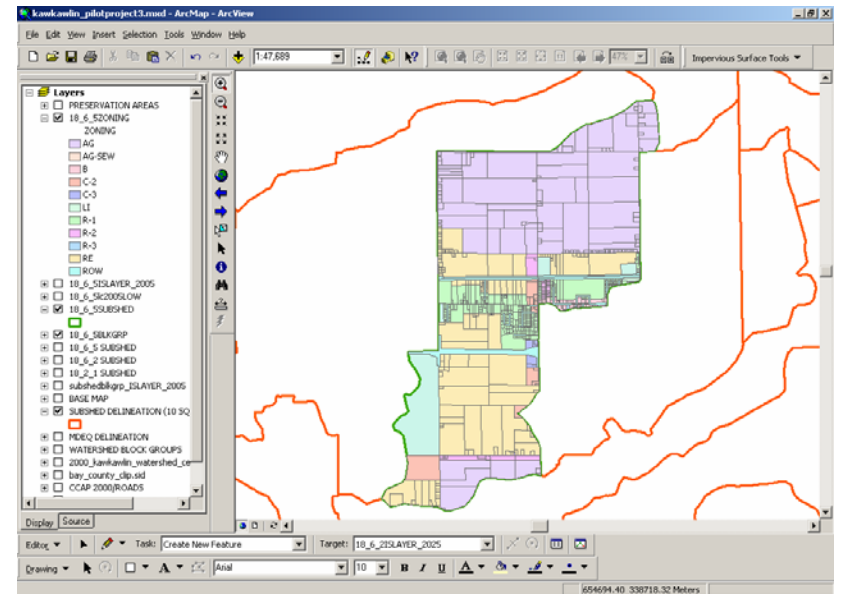 kawkawlin_pilotproject3.mxd - ArcMap - ArcView
File Edit View Insert Selection Tools Window Help
1:47,689
47%
Impervious Surface Tools
Layers
PRESERVATION AREAS
18_6_5ZONING
ZONING
AG
AG-SEW
B
C-2
C-3
LI
R-1
R-2
R-3
RE
ROW
18_6_5ISLAYER_2005
18_6_5lc2005LOW
18_6_5SUBSHED
18_6_5BLKGRP
18_6_5 SUBSHED
18_6_2 SUBSHED
18_2_1 SUBSHED
subshedblkgrp_ISLAYER_2005
BASE MAP
SUBSHED DELINEATION (10 SQ
MDEQ DELINEATION
WATERSHED BLOCK GROUPS
2000_kawkawlin_watershed_ce
bay_county_clip.sid
CCAP 2000/ROADS
Display Source
Editor Task: Create New Feature Target: 18_6_2ISLAYER_2025
Drawing A Arial 10 B I U A
654694.40 338718.32 Meters